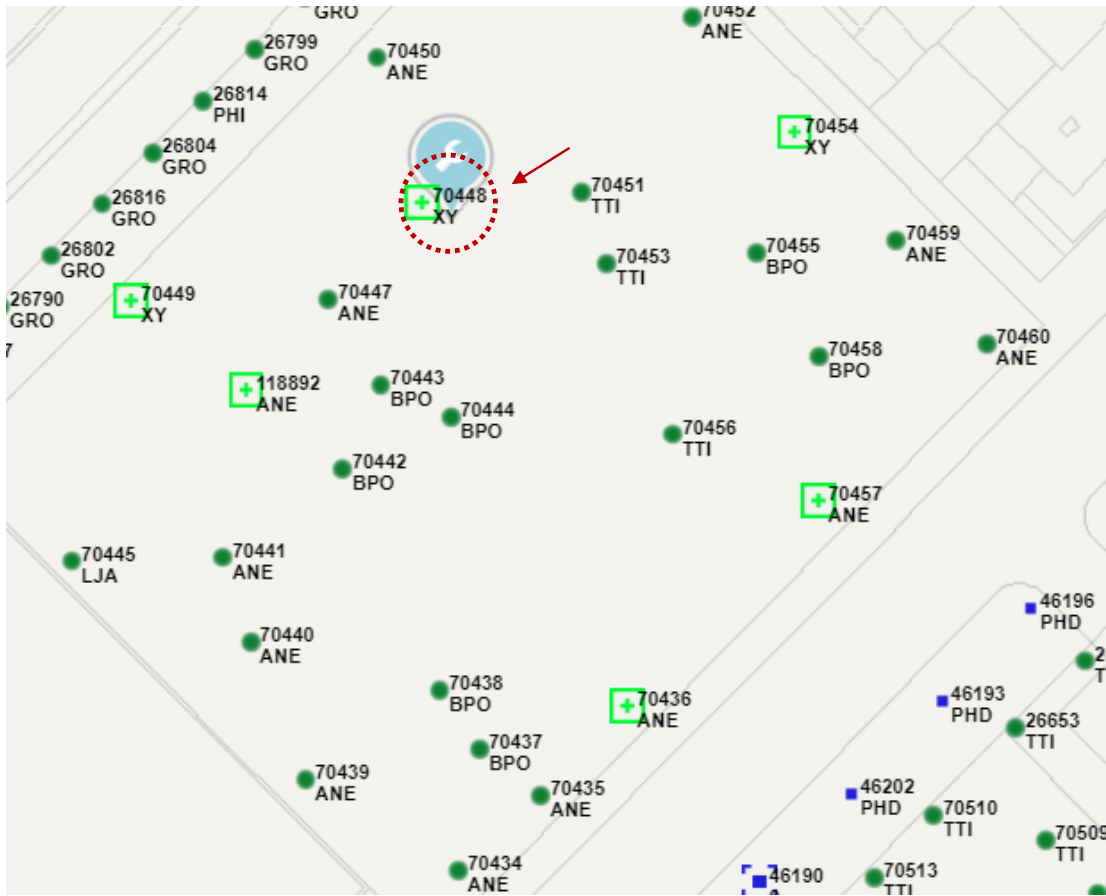 GRO
70452
ANE
26799
GRO
70450
ANE
26814
PHI
70454
XY
26804
GRO
70451
TTI
70448
XY
26816
GRO
70459
ANE
70455
BPO
26802
GRO
70453
TTI
70449
XY
70447
ANE
26790
GRO
70460
ANE
7
70458
BPO
118892
ANE
70443
BPO
70444
BPO
70456
TTI
70442
BPO
70457
ANE
70445
LJA
70441
ANE
46196
PHD
70440
ANE
2
T
70438
BPO
70436
ANE
46193
PHD
26653
TTI
70437
BPO
70439
ANE
70435
ANE
46202
PHD
70510
TTI
70509
TTI
70434
ANE
46190
70513
TTI